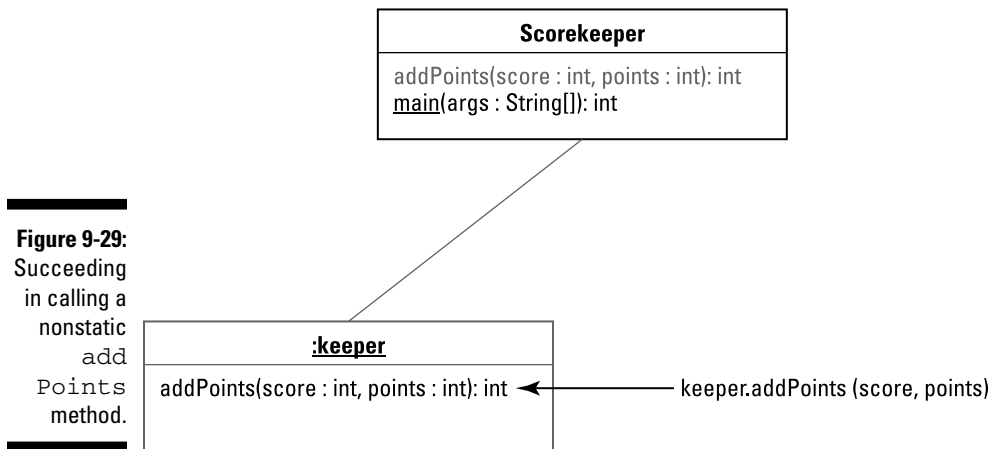 Scorekeeper
addPoints(score : int, points : int): int
main(args : String[]): int
Figure 9-29:
Succeeding
in calling a
nonstatic
add
Points
method.
:keeper
addPoints(score : int, points : int): int
keeper.addPoints (score, points)